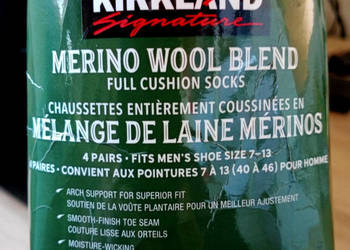 KIRKLAND
Signature
MERINO WOOL BLEND
FULL CUSHION SOCKS
CHAUSSETTES ENTIÈREMENT COUSSINÉES EN
MÉLANGE DE LAINE MÉRINOS
4 PAIRES • FITS MEN'S SHOE SIZE 7–13
PAIRES • CONVIENT AUX POINTURES 7 À 13 (40 À 46) POUR HOMME
• ARCH SUPPORT FOR SUPERIOR FIT
SOUTIEN DE LA VOÛTE PLANTAIRE POUR UN MEILLEUR AJUSTEMENT
• SMOOTH-FINISH TOE SEAM
COUTURE LISSE AUX ORTEILS
• MOISTURE-WICKING